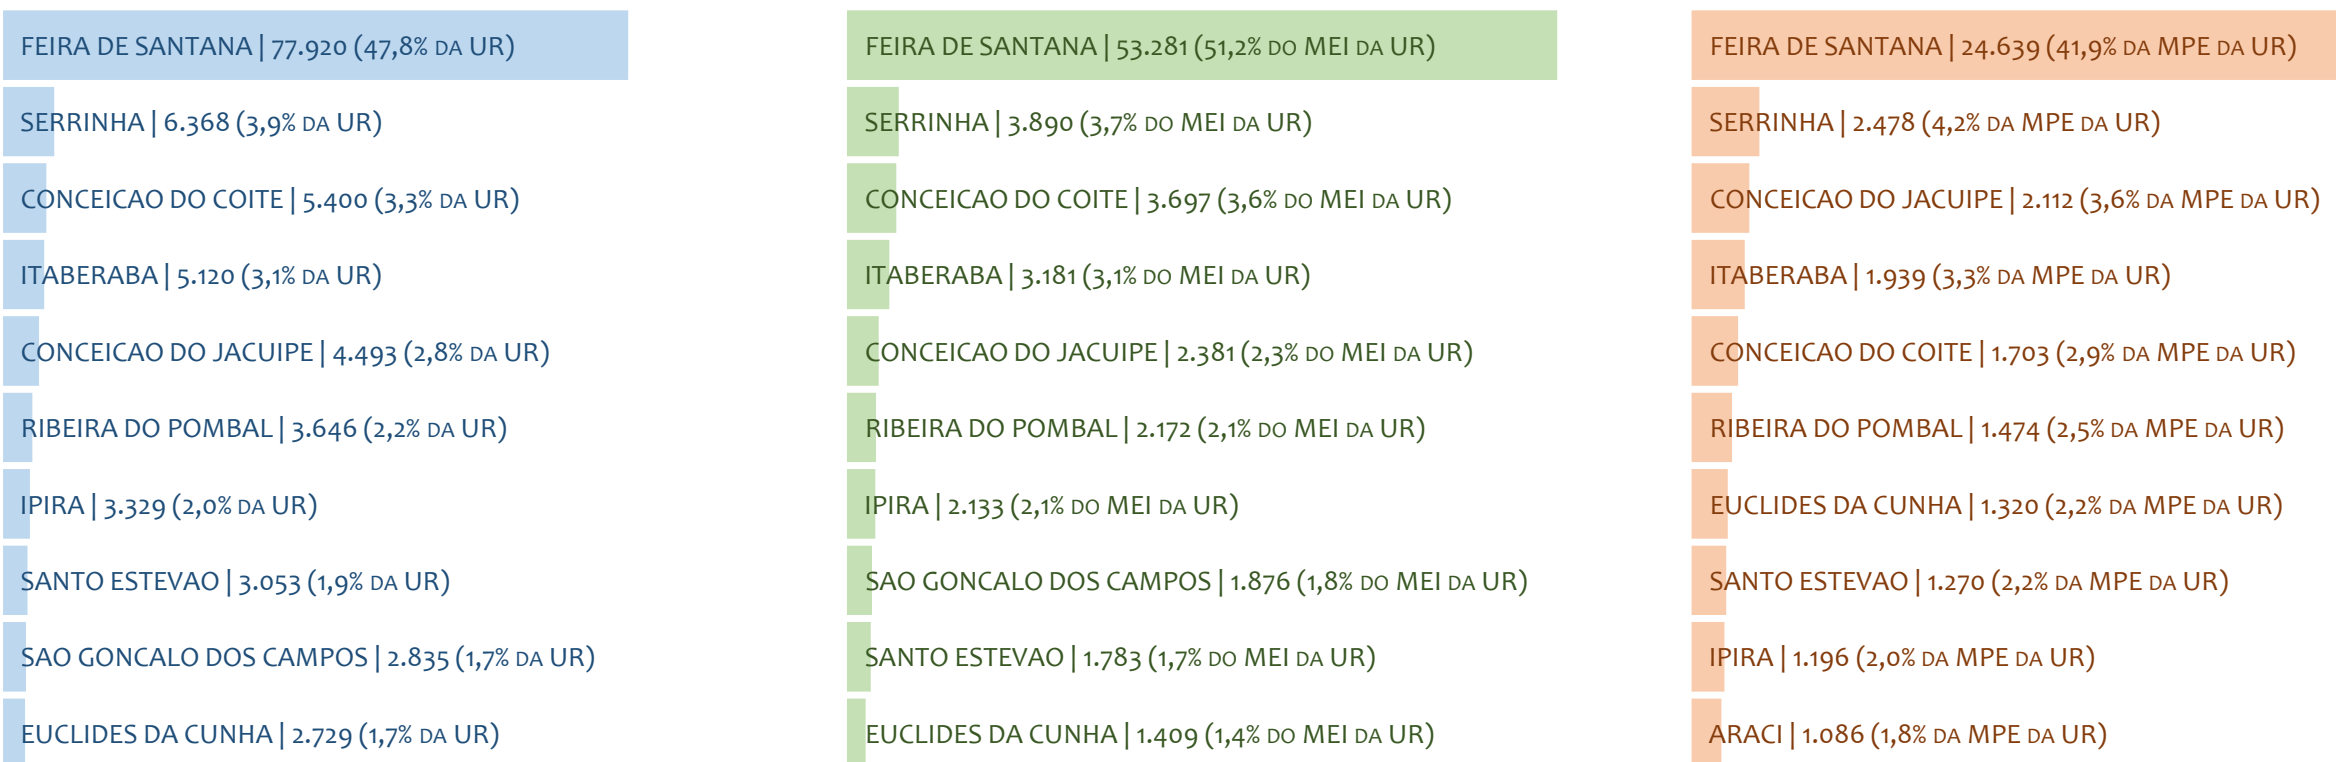 FEIRA DE SANTANA | 77.920 (47,8% DA UR)
SERRINHA | 6.368 (3,9% DA UR)
CONCEICAO DO COITE | 5.400 (3,3% DA UR)
ITABERABA | 5.120 (3,1% DA UR)
CONCEICAO DO JACUIPE | 4.493 (2,8% DA UR)
RIBEIRA DO POMBAL | 3.646 (2,2% DA UR)
IPIRA | 3.329 (2,0% DA UR)
SANTO ESTEVAO | 3.053 (1,9% DA UR)
SAO GONCALO DOS CAMPOS | 2.835 (1,7% DA UR)
EUCLIDES DA CUNHA | 2.729 (1,7% DA UR)
FEIRA DE SANTANA | 53.281 (51,2% DO MEI DA UR)
SERRINHA | 3.890 (3,7% DO MEI DA UR)
CONCEICAO DO COITE | 3.697 (3,6% DO MEI DA UR)
ITABERABA | 3.181 (3,1% DO MEI DA UR)
CONCEICAO DO JACUIPE | 2.381 (2,3% DO MEI DA UR)
RIBEIRA DO POMBAL | 2.172 (2,1% DO MEI DA UR)
IPIRA | 2.133 (2,1% DO MEI DA UR)
SAO GONCALO DOS CAMPOS | 1.876 (1,8% DO MEI DA UR)
SANTO ESTEVAO | 1.783 (1,7% DO MEI DA UR)
EUCLIDES DA CUNHA | 1.409 (1,4% DO MEI DA UR)
FEIRA DE SANTANA | 24.639 (41,9% DA MPE DA UR)
SERRINHA | 2.478 (4,2% DA MPE DA UR)
CONCEICAO DO JACUIPE | 2.112 (3,6% DA MPE DA UR)
ITABERABA | 1.939 (3,3% DA MPE DA UR)
CONCEICAO DO COITE | 1.703 (2,9% DA MPE DA UR)
RIBEIRA DO POMBAL | 1.474 (2,5% DA MPE DA UR)
EUCLIDES DA CUNHA | 1.320 (2,2% DA MPE DA UR)
SANTO ESTEVAO | 1.270 (2,2% DA MPE DA UR)
IPIRA | 1.196 (2,0% DA MPE DA UR)
ARACI | 1.086 (1,8% DA MPE DA UR)